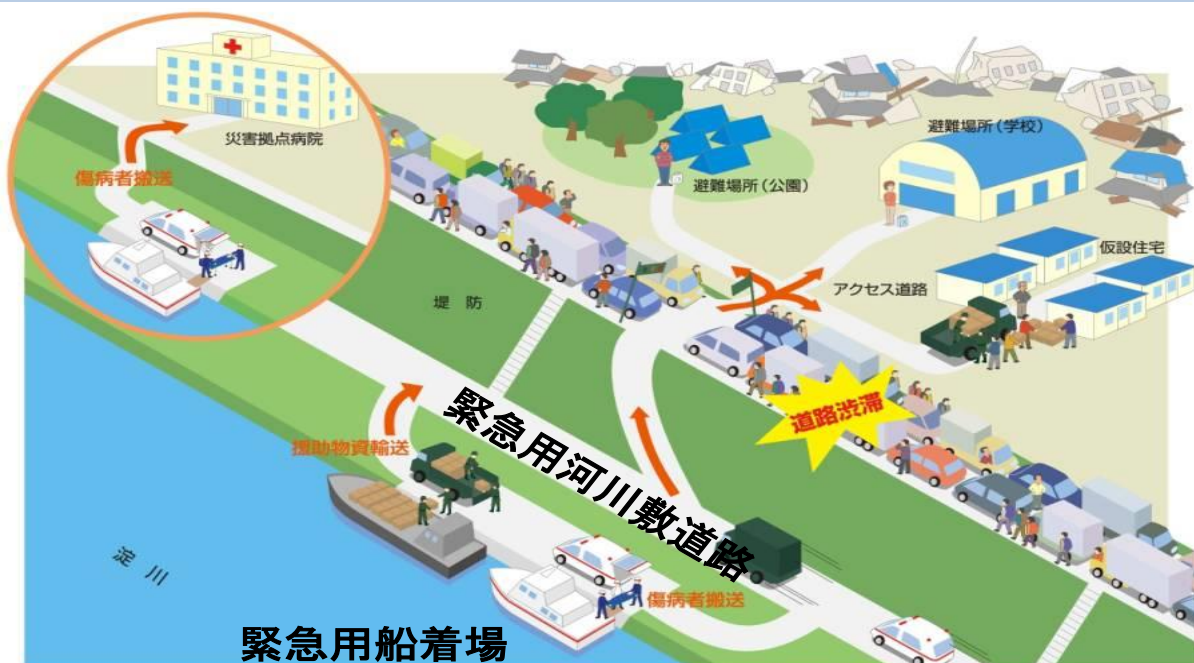 災害拠点病院
傷病者搬送
避難場所(公園)
避難場所(学校)
仮設住宅
アクセス道路
堤防
道路渋滞
援助物資輸送
緊急用河川敷道路
傷病者搬送
淀川
緊急用船着場